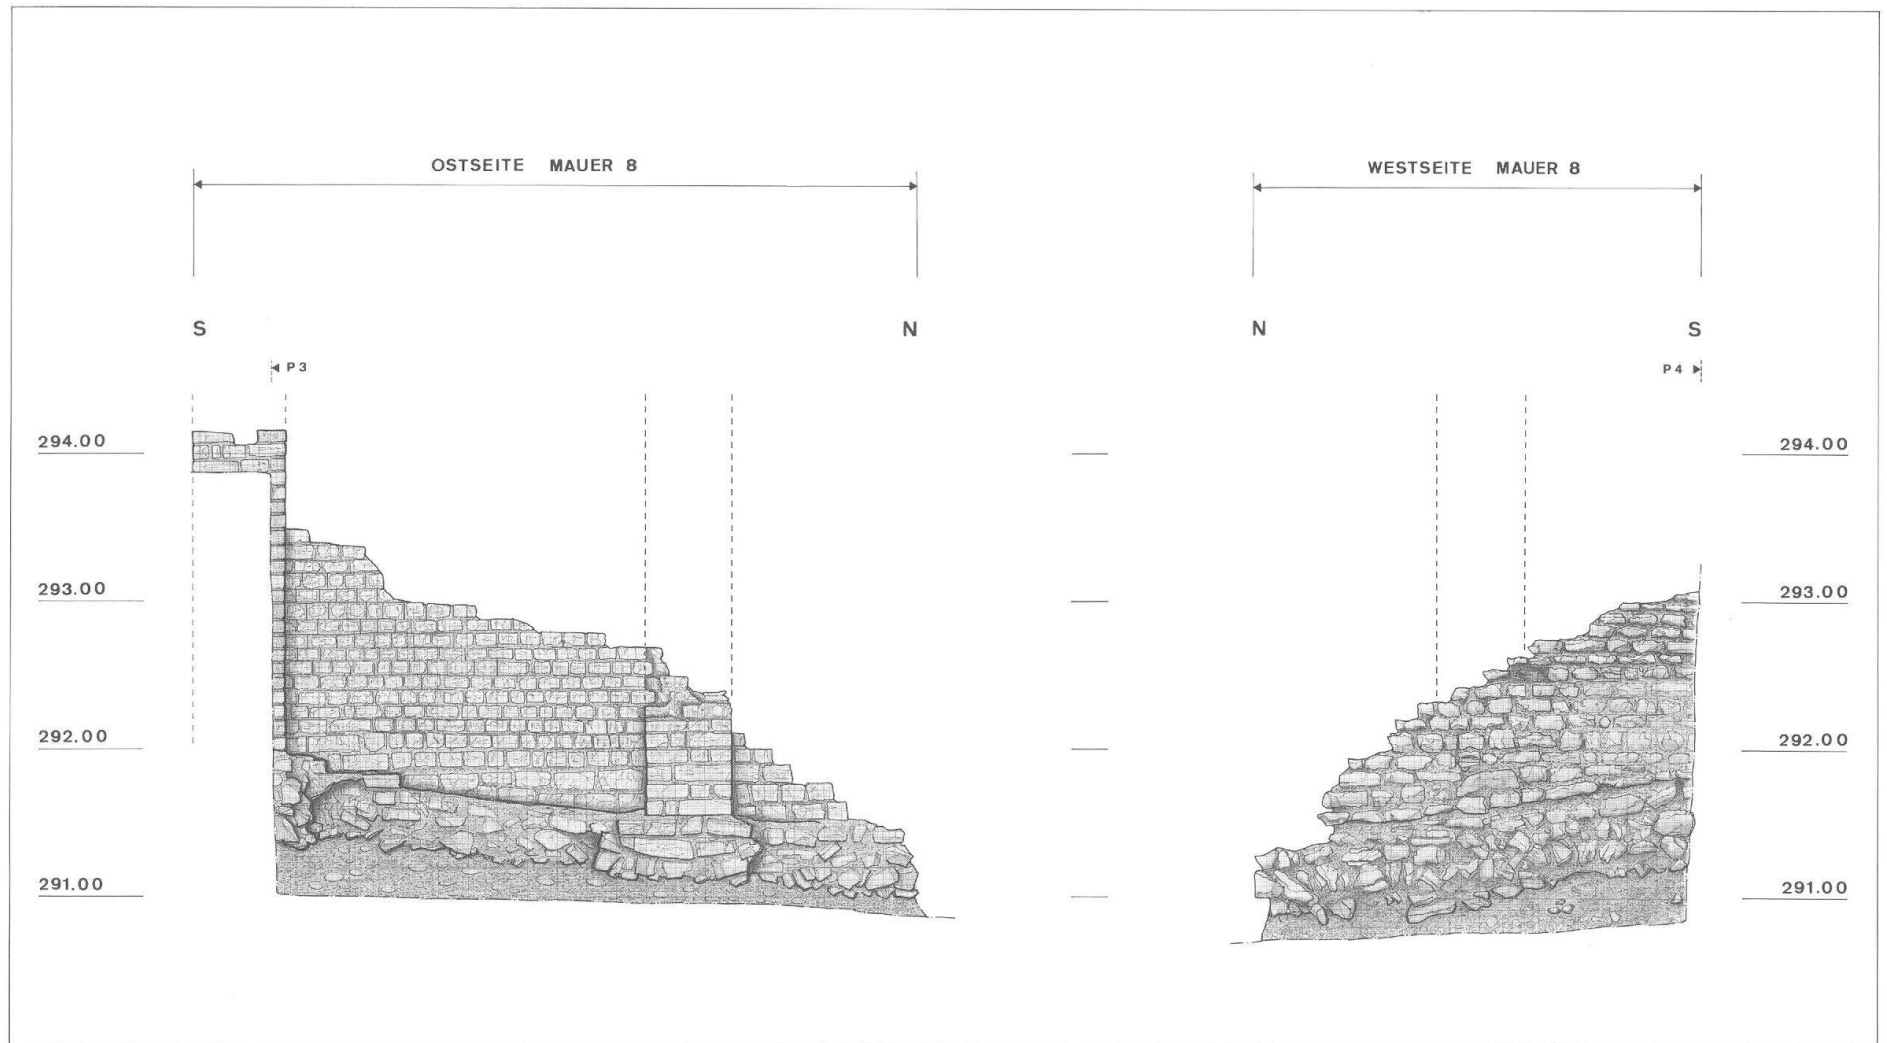 OSTSEITE MAUER 8
WESTSEITE MAUER 8
S
N
N
S
P3
P4
294.00
294.00
293.00
293.00
292.00
292.00
291.00
291.00